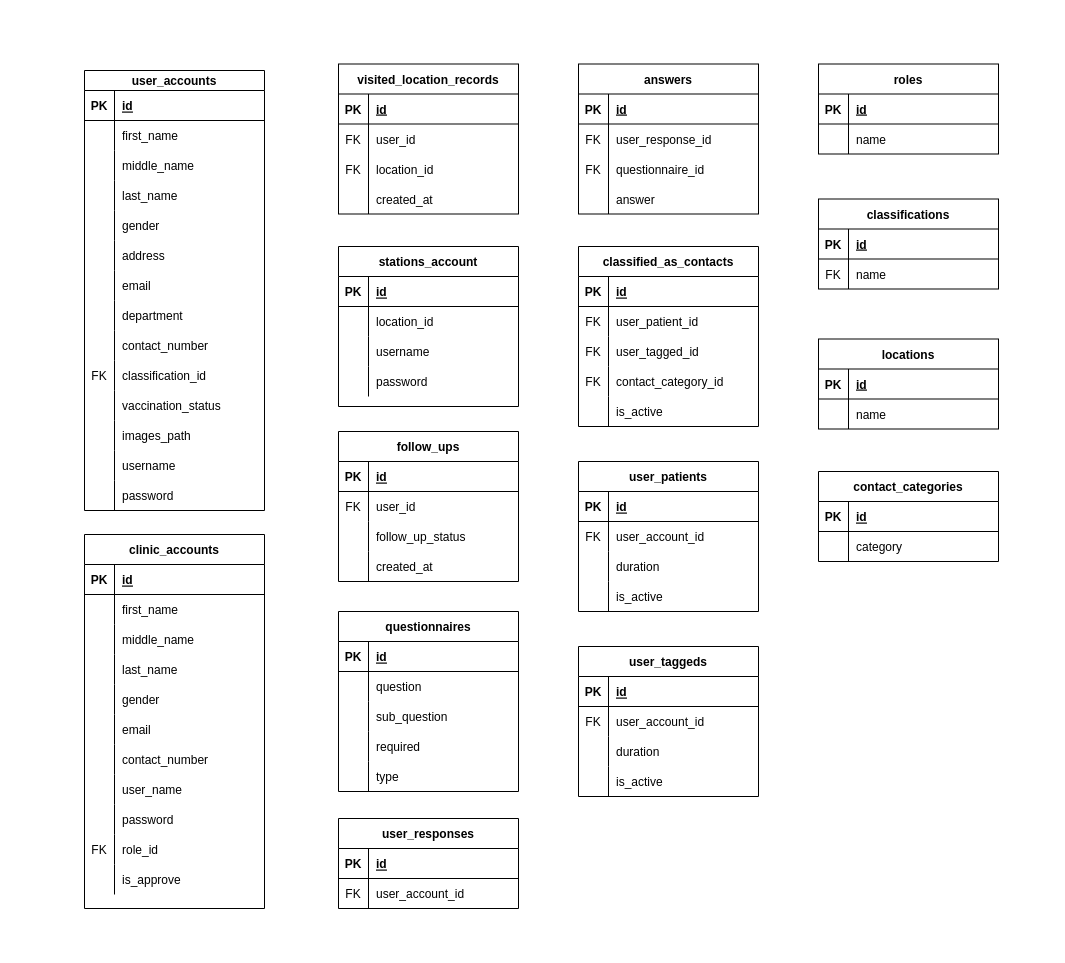 user_accounts
PK id
first_name
middle_name
last_name
gender
address
email
department
contact_number
FK classification_id
vaccination_status
images_path
username
password
clinic_accounts
PK id
first_name
middle_name
last_name
gender
email
contact_number
user_name
password
FK role_id
is_approve
visited_location_records
PK id
FK user_id
FK location_id
created_at
stations_account
PK id
location_id
username
password
follow_ups
PK id
FK user_id
follow_up_status
created_at
questionnaires
PK id
question
sub_question
required
type
user_responses
PK id
FK user_account_id
answers
PK id
FK user_response_id
FK questionnaire_id
answer
classified_as_contacts
PK id
FK user_patient_id
FK user_tagged_id
FK contact_category_id
is_active
user_patients
PK id
FK user_account_id
duration
is_active
user_taggeds
PK id
FK user_account_id
duration
is_active
roles
PK id
name
classifications
PK id
FK name
locations
PK id
name
contact_categories
PK id
category